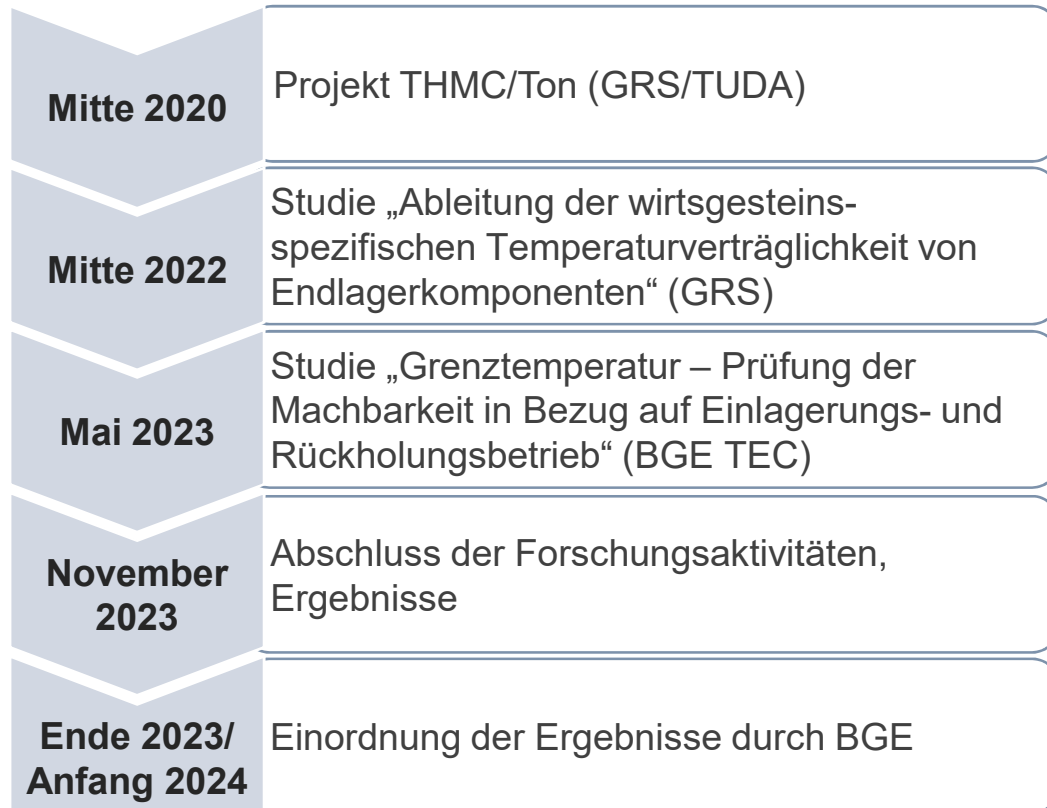 Mitte 2020
Projekt THMC/Ton (GRS/TUDA)
Mitte 2022
Studie „Ableitung der wirtsgesteins-
spezifischen Temperaturverträglichkeit von
Endlagerkomponenten“ (GRS)
Mai 2023
Studie „Grenztemperatur – Prüfung der
Machbarkeit in Bezug auf Einlagerungs- und
Rückholungsbetrieb“ (BGE TEC)
November
2023
Abschluss der Forschungsaktivitäten,
Ergebnisse
Ende 2023/
Anfang 2024
Einordnung der Ergebnisse durch BGE